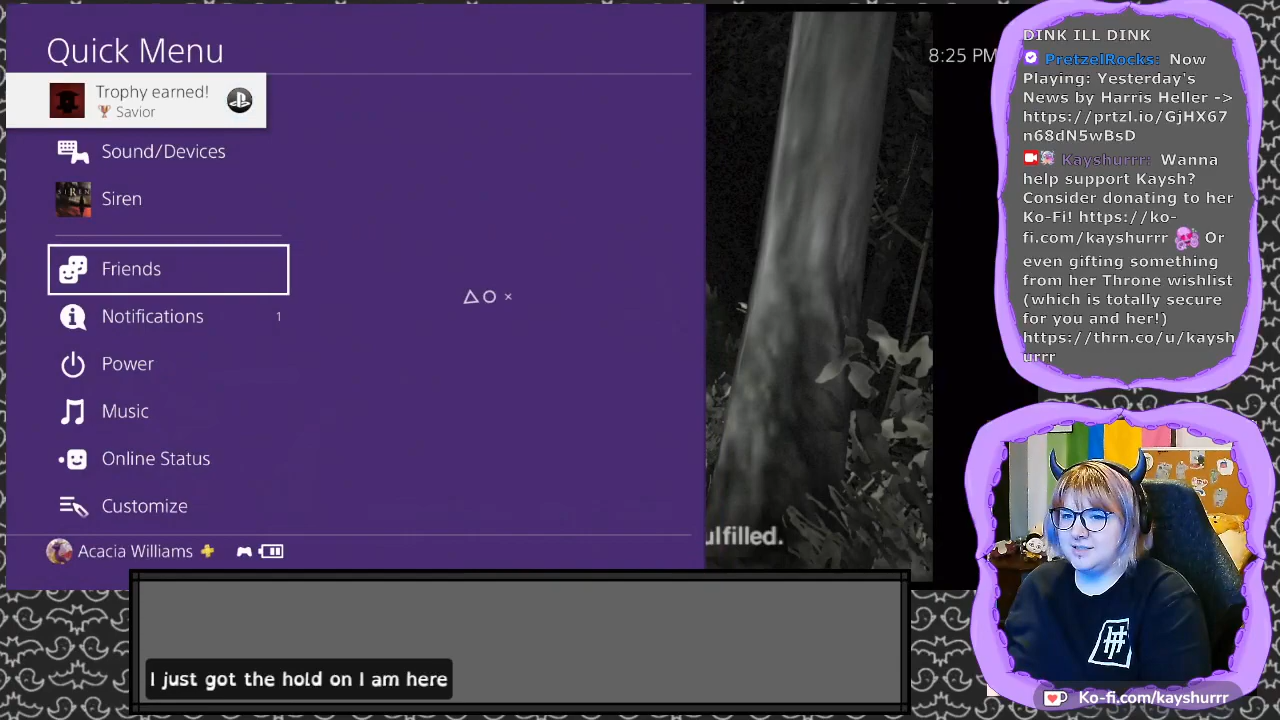 Quick Menu
Trophy earned!
Savior
Sound/Devices
Siren
Friends
Notifications 1
Power
Music
Online Status
Customize
Acacia Williams
8:25 PM
ulfilled.
I just got the hold on I am here
DINK ILL DINK
PretzelRocks: Now
Playing: Yesterday's
News by Harris Heller ->
https://prtzl.io/GjHX67
n68dN5wBsD
Kayshurrr: Wanna
help support Kaysh?
Consider donating to her
Ko-Fi! https://ko-
fi.com/kayshurrr Or
even gifting something
from her Throne wishlist
(which is totally secure
for you and her!)
https://thrn.co/u/kaysh
urrr
Ko-fi.com/kayshurrr